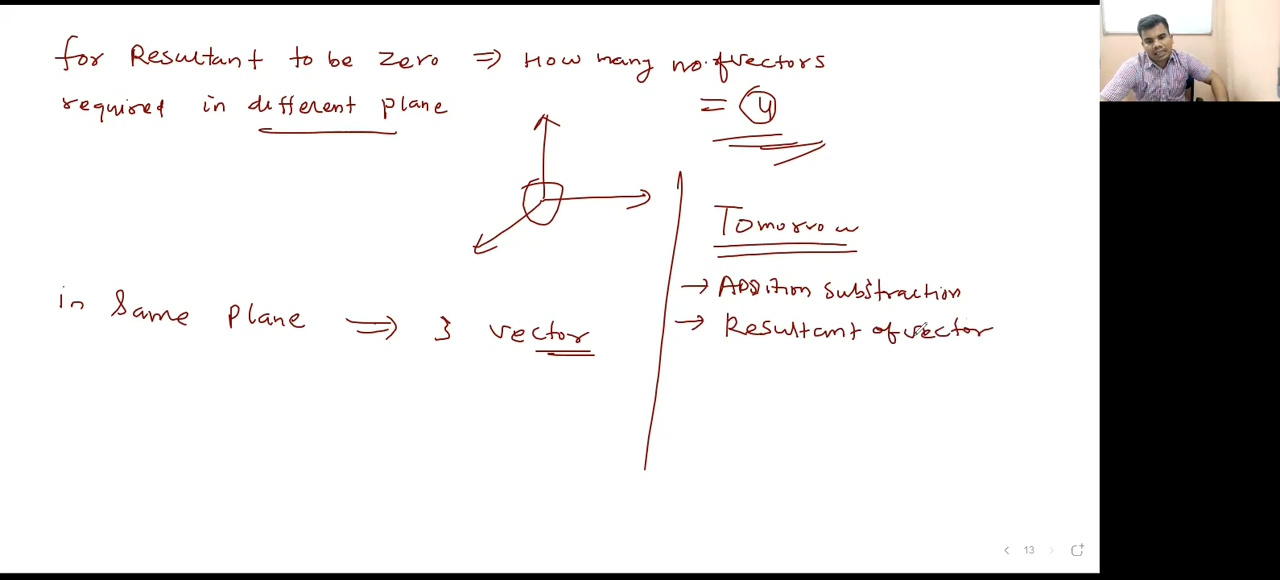 for Resultant to be zero ⇒ How many no. of vectors
required in different plane
= 4
Tomorrow
→ Addition substraction
→ Resultant of vector
in same plane ⇒ 3 vector
13